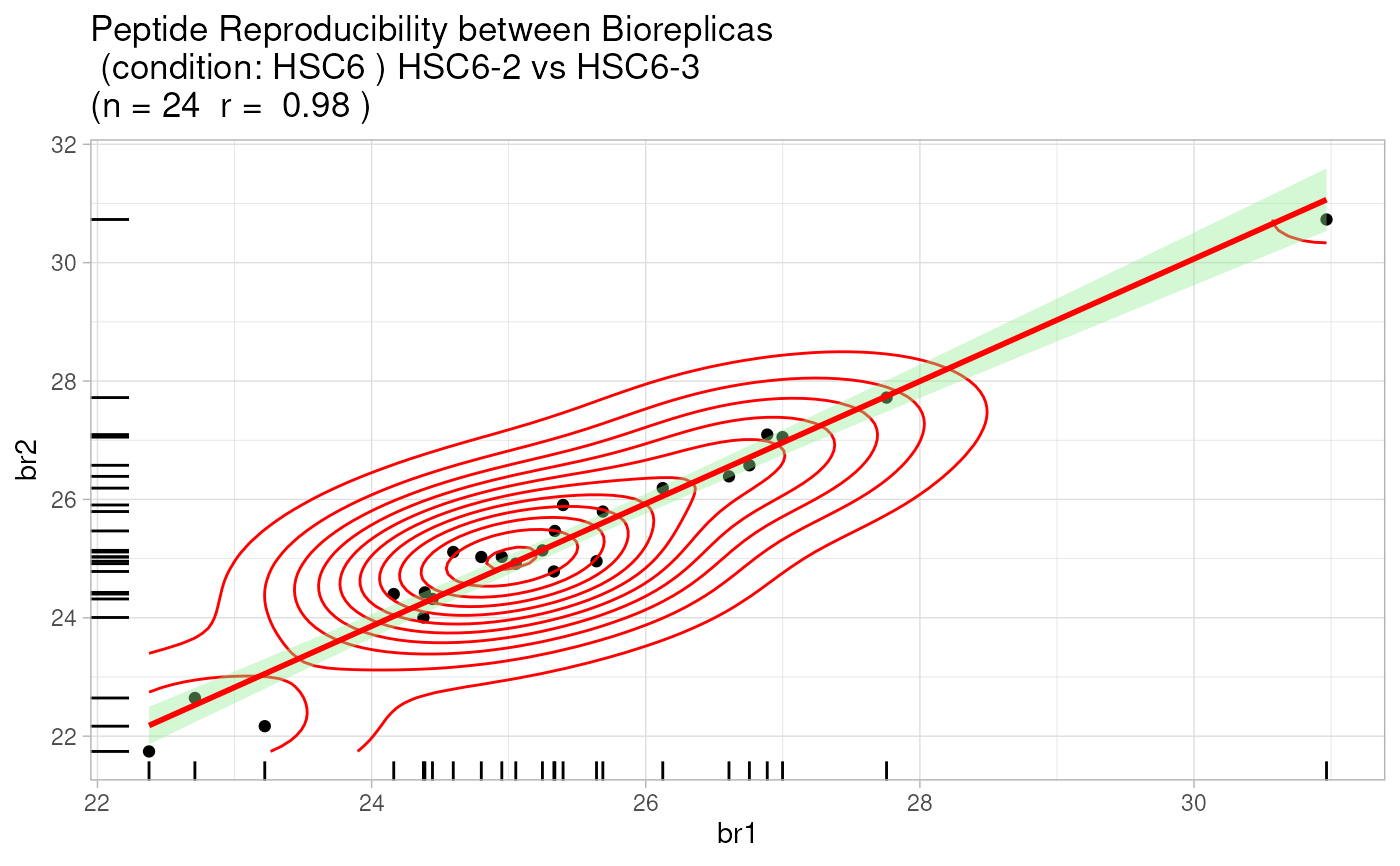 Peptide Reproducibility between Bioreplicas
(condition: HSC6 ) HSC6-2 vs HSC6-3
(n = 24  r =  0.98 )
32
30
28
26
24
22
br2
22 24 26 28 30
br1